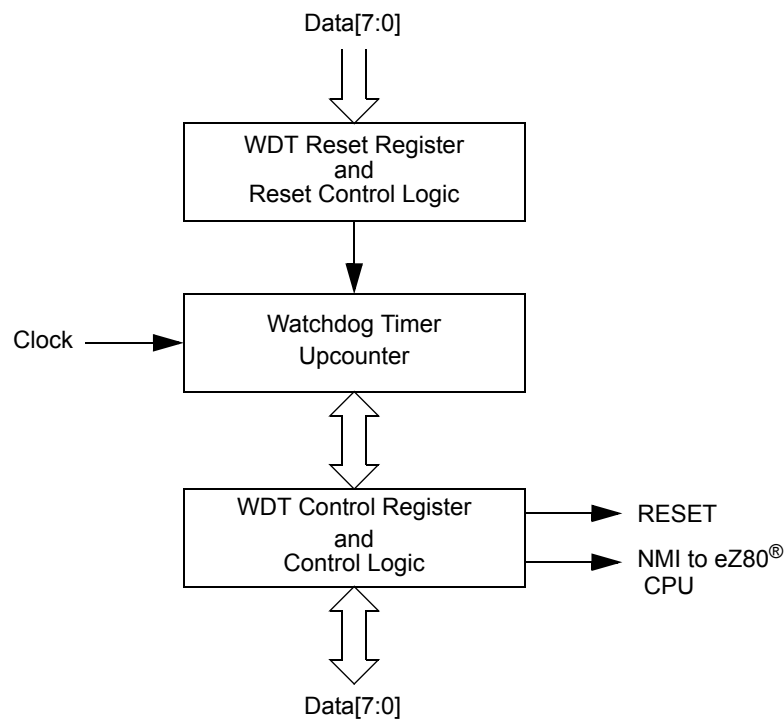 Data[7:0]
WDT Reset Register
and
Reset Control Logic
Clock
Watchdog Timer
Upcounter
WDT Control Register
and
Control Logic
RESET
NMI to eZ80®
CPU
Data[7:0]